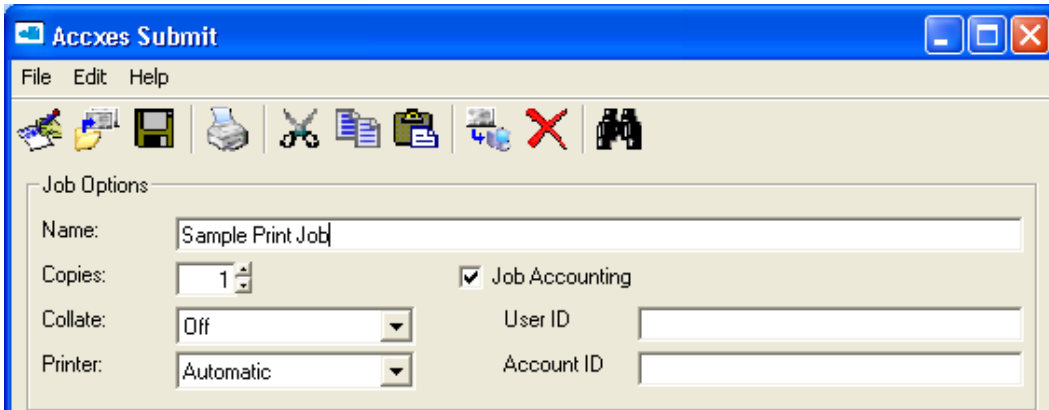 Accxes Submit
File Edit Help
Job Options
Name: Sample Print Job
Copies: 1 Job Accounting
Collate: Off User ID
Printer: Automatic Account ID